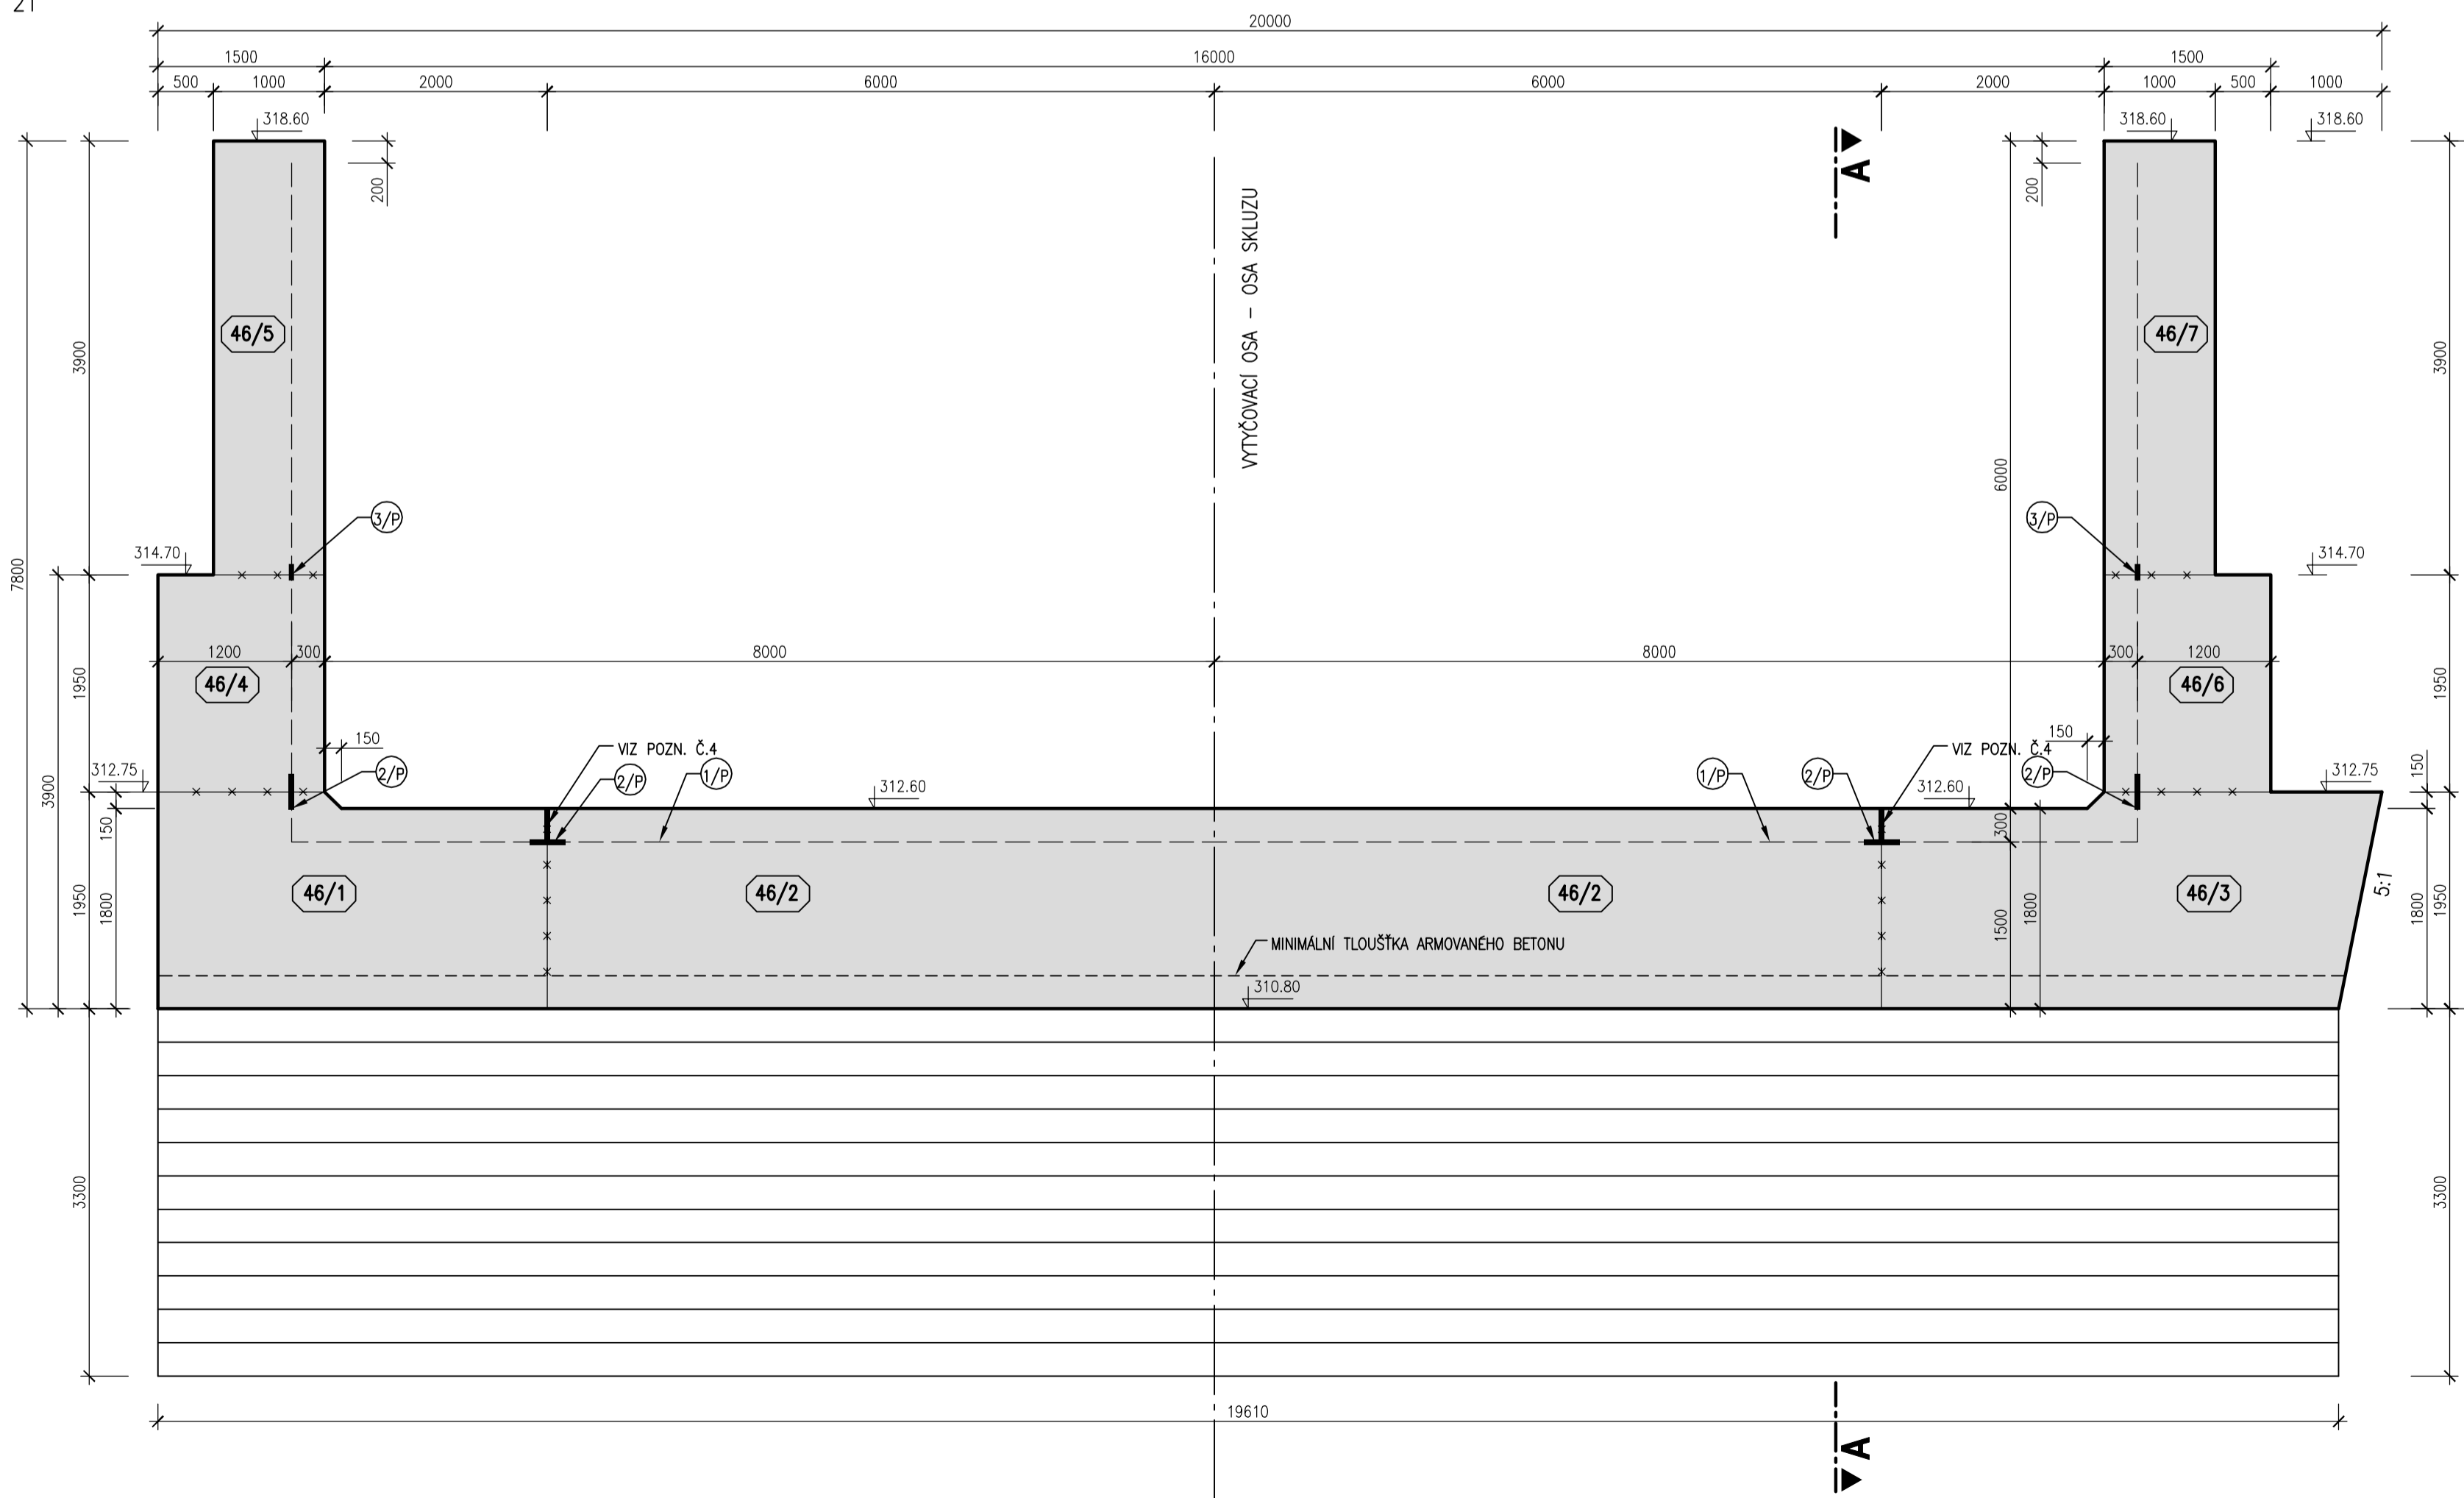 21
20000
1500 16000 1500
500 1000 2000 6000 6000 2000 1000 500 1000
318.60 318.60 318.60
200 200
A
VYTYČOVACÍ OSA - OSA SKLUZU
46/5 46/7
3900 3900
6000
3/P 3/P
314.70 314.70
7800
1200 300 8000 8000 300 1200
46/4 46/6
1950 1950
150 150
VIZ POZN. Č.4 VIZ POZN. Č.4
312.75 2/P 2/P 1/P 1/P 2/P 2/P 312.75
150
312.60 312.60
3900
150 300
46/1 46/2 46/2 46/3
5:1
1950 1800 1500 1800 1800 1950
MINIMÁLNÍ TLOUŠŤKA ARMOVANÉHO BETONU
310.80
3300 3300
19610
A